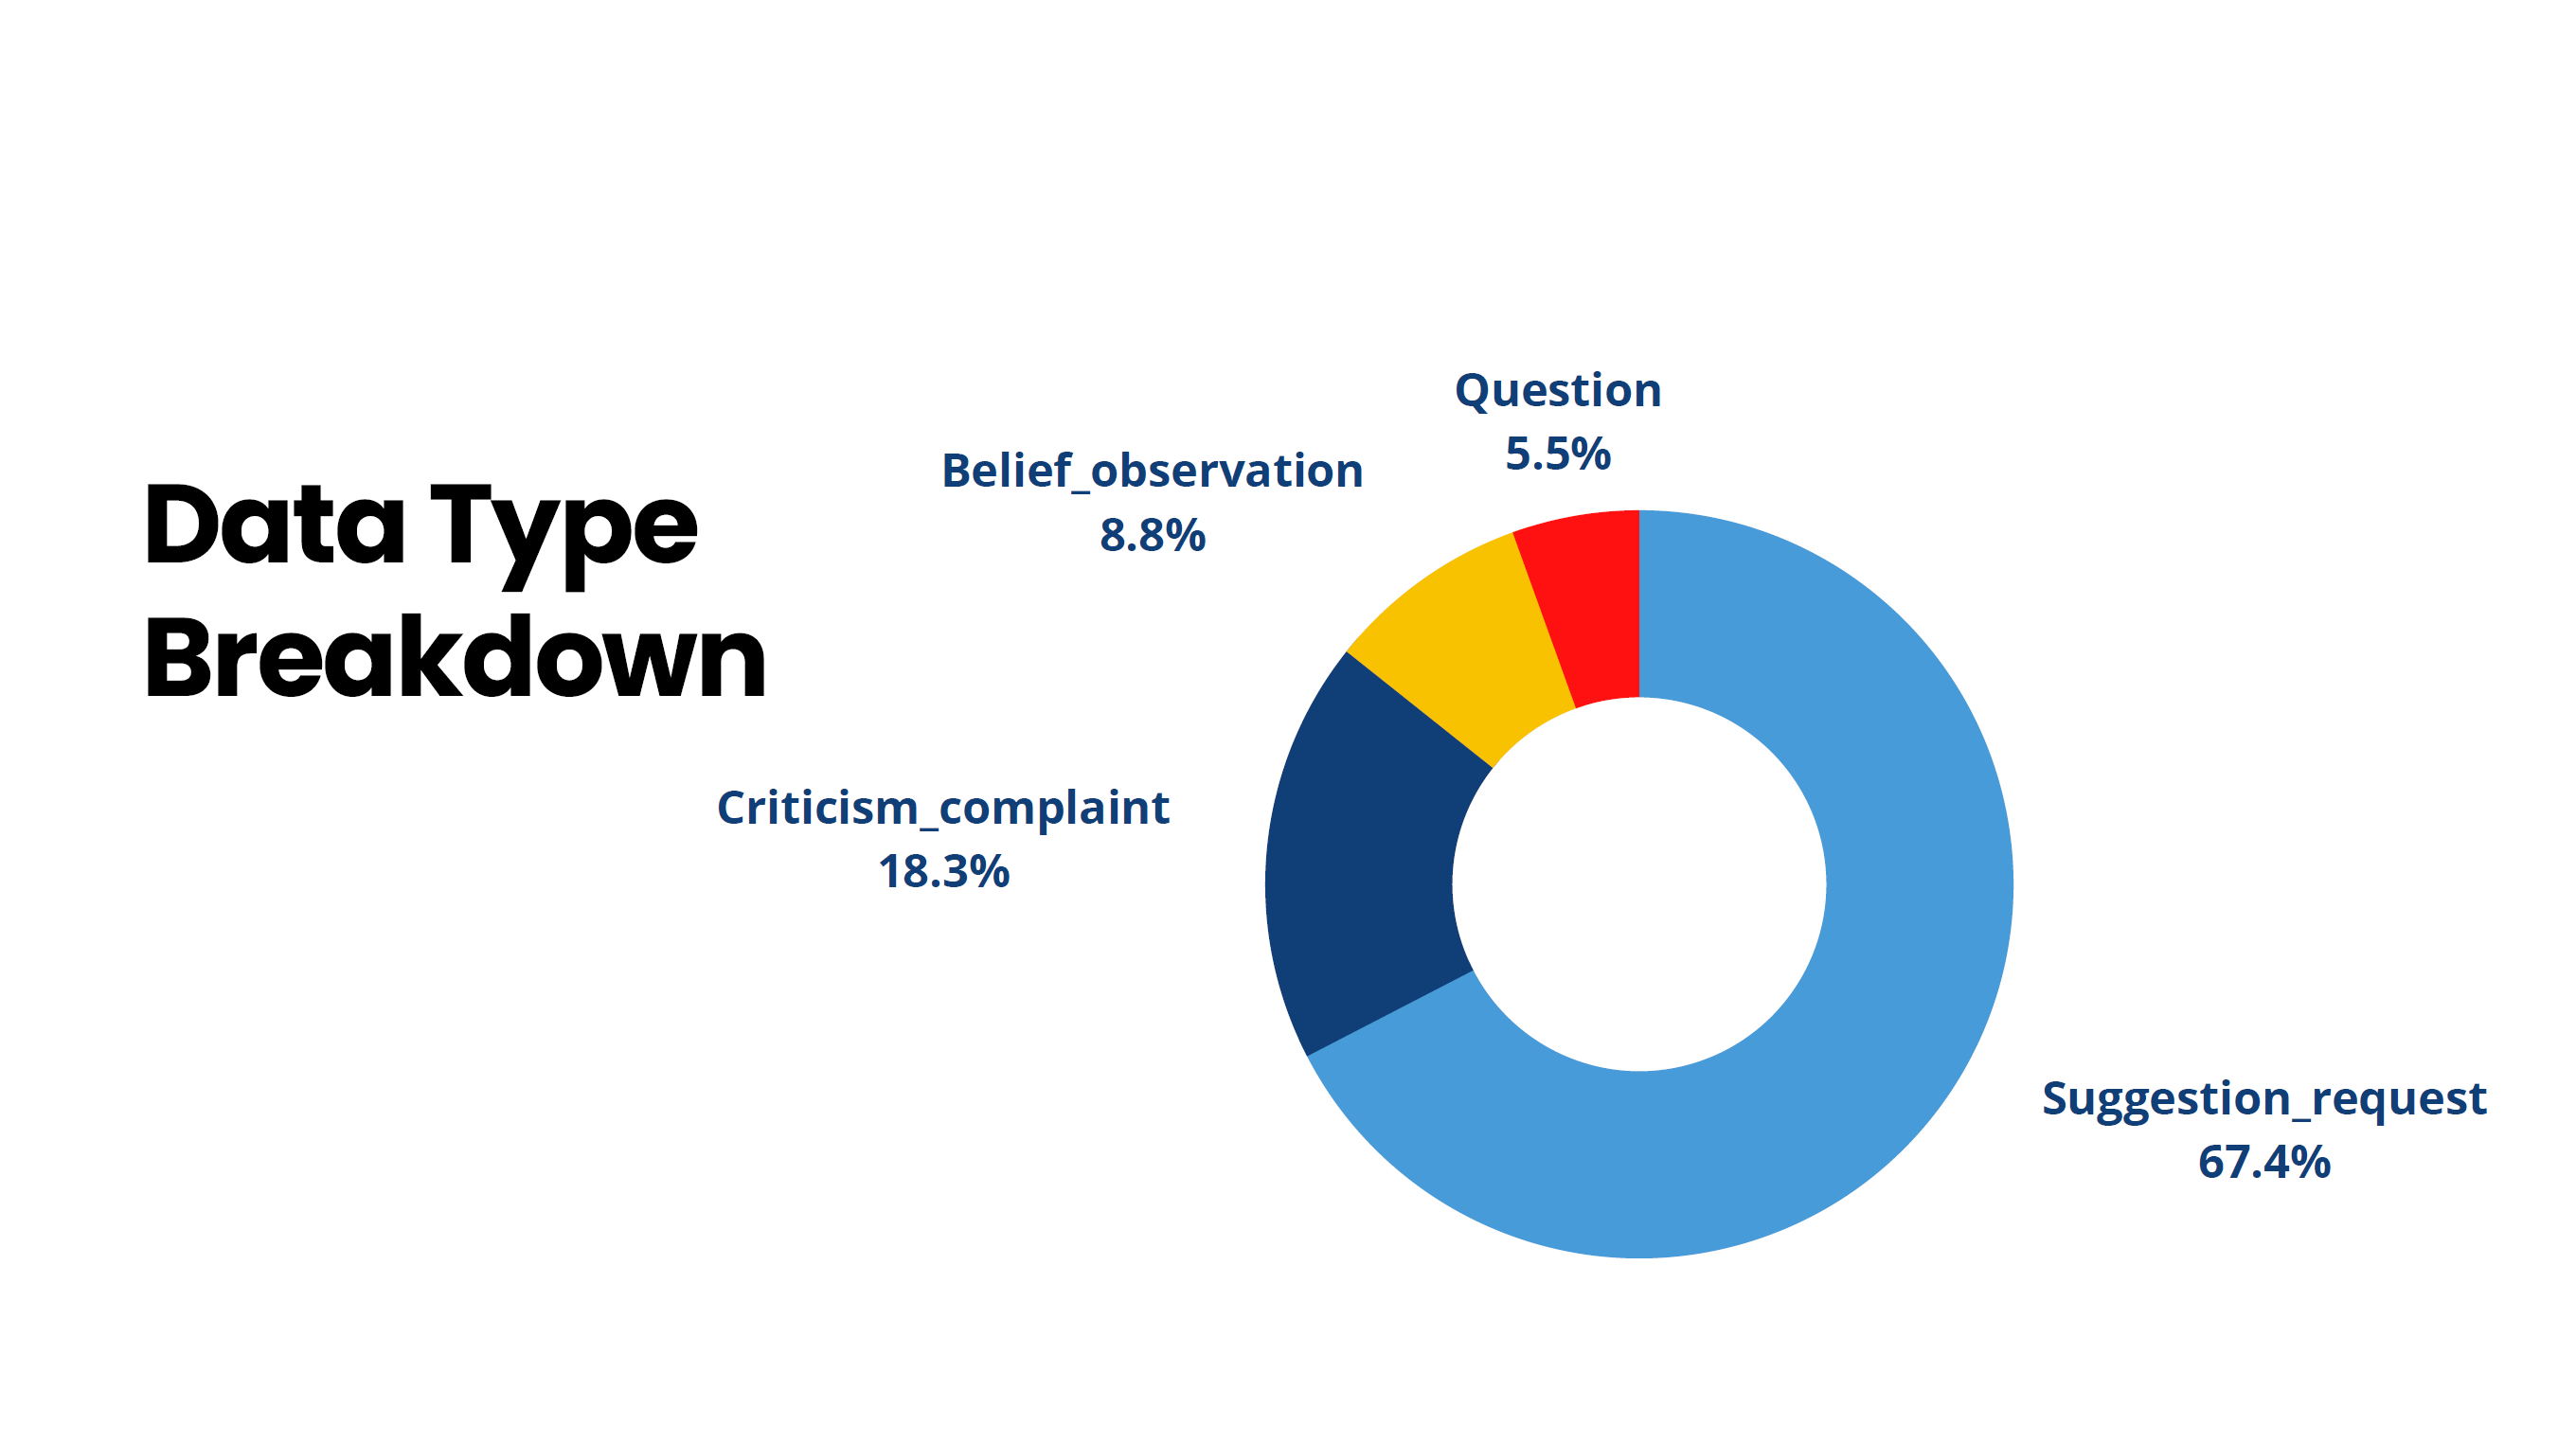 Data Type
Breakdown
Question
5.5%
Belief_observation
8.8%
Criticism_complaint
18.3%
Suggestion_request
67.4%